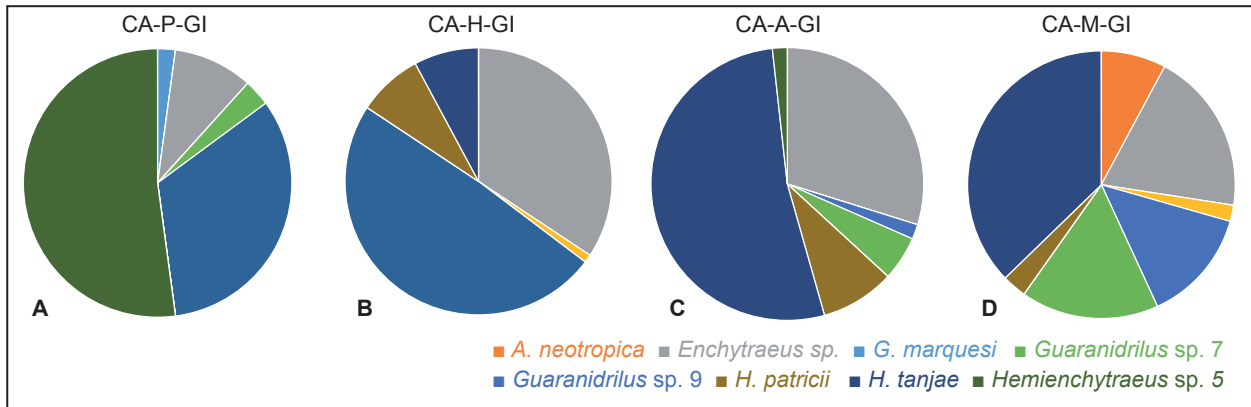 CA-P-GI CA-H-GI CA-A-GI CA-M-GI
A B C D
A. neotropica Enchytraeus sp. G. marquesi Guaranidrilus sp. 7
Guaranidrilus sp. 9 H. patricii H. tanjae Hemienchytraeus sp. 5